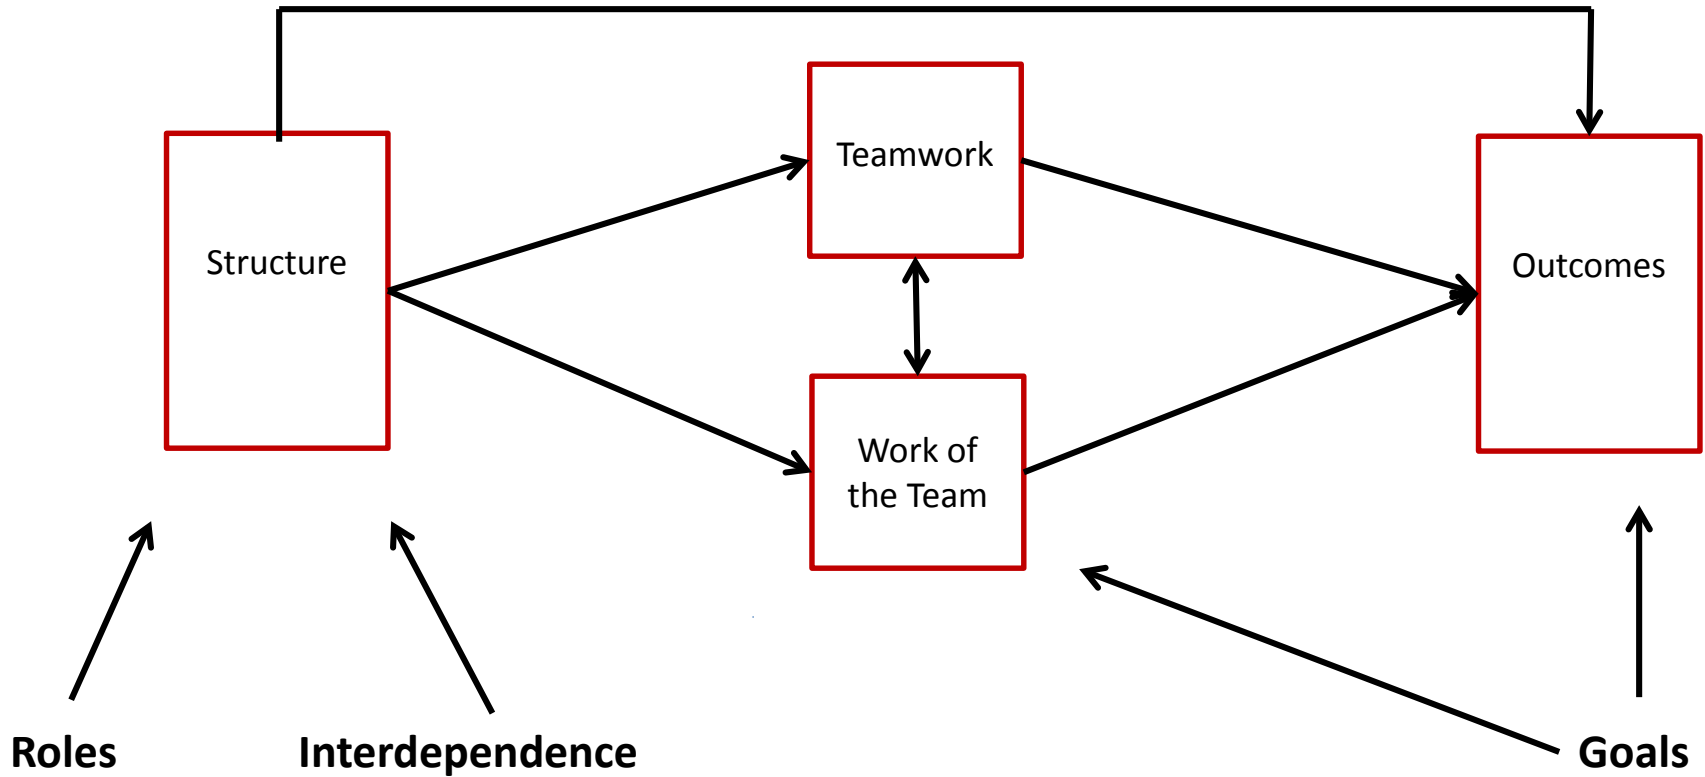 Teamwork
Structure
Outcomes
Work of
the Team
Roles
Interdependence
Goals